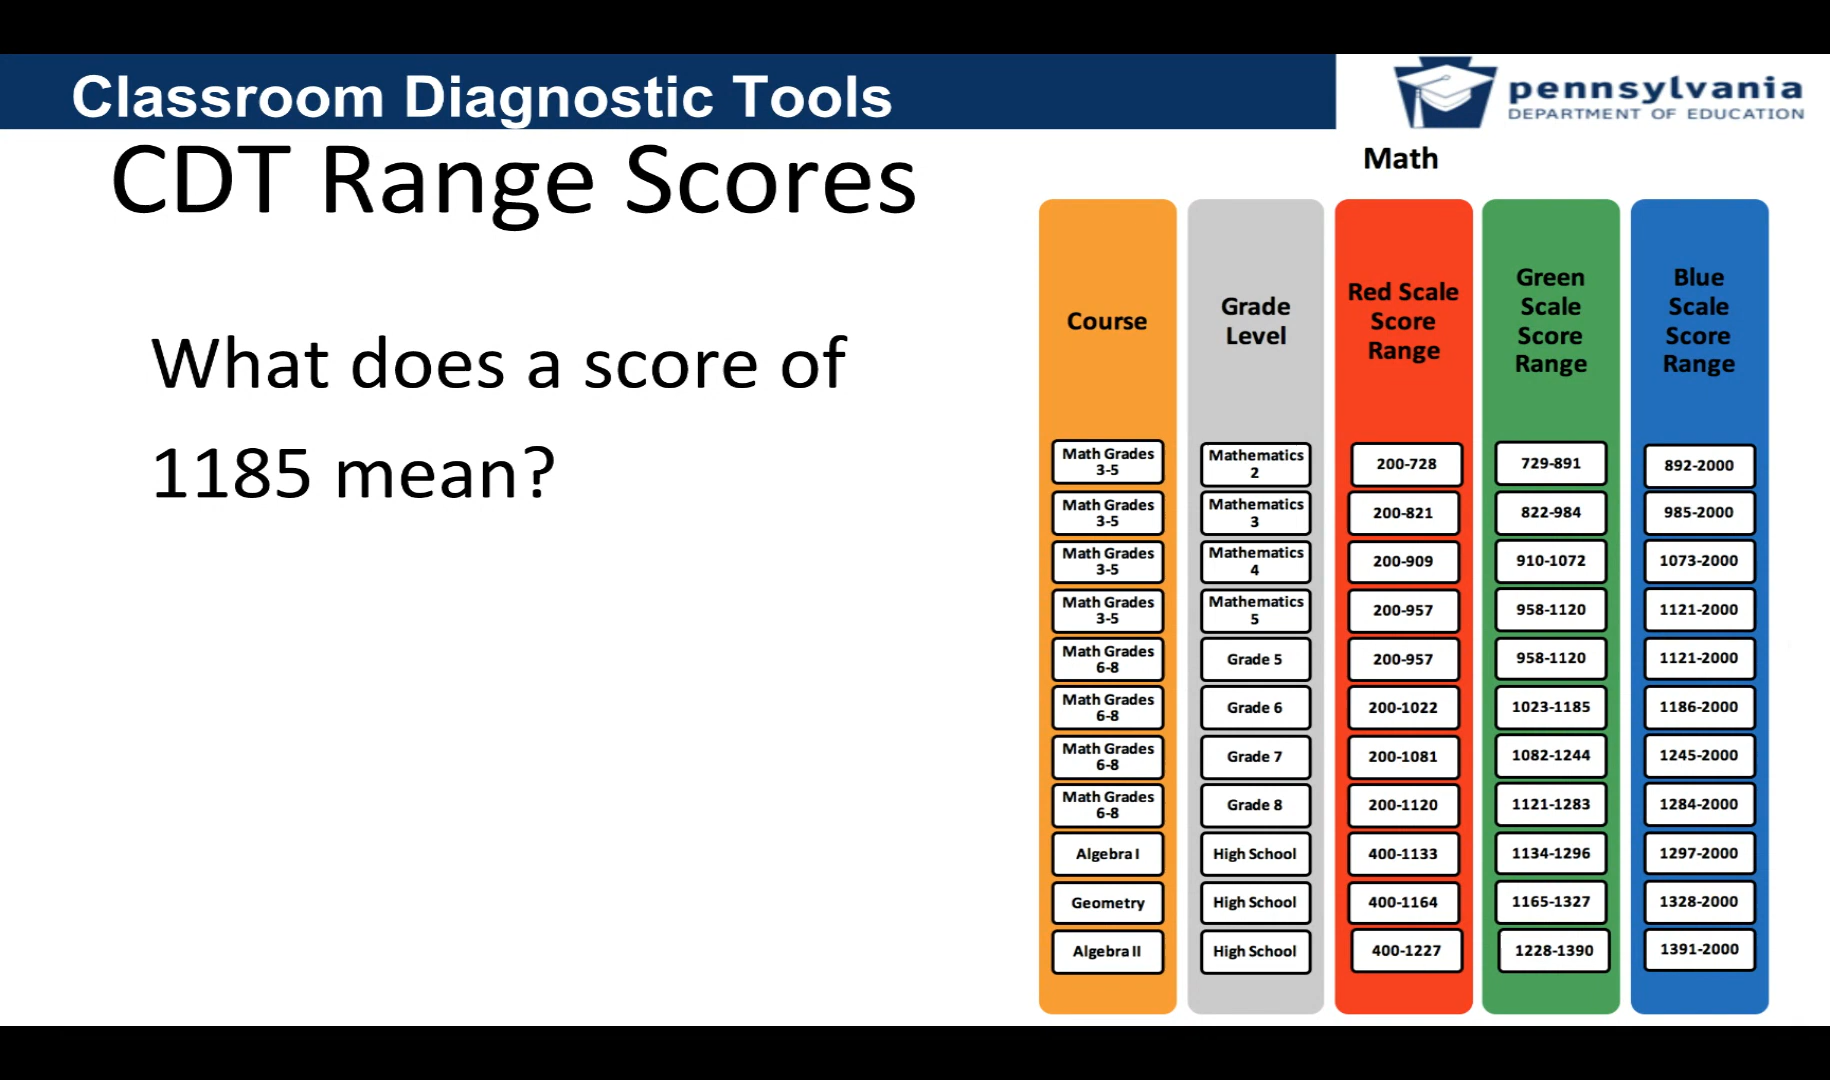 Classroom Diagnostic Tools
pennsylvania
DEPARTMENT OF EDUCATION
CDT Range Scores
What does a score of
1185 mean?
Math
Course
Grade
Level
Red Scale
Score
Range
Green
Scale
Score
Range
Blue
Scale
Score
Range
Math Grades
3-5
Mathematics
2
200-728
729-891
892-2000
Math Grades
3-5
Mathematics
3
200-821
822-984
985-2000
Math Grades
3-5
Mathematics
4
200-909
910-1072
1073-2000
Math Grades
3-5
Mathematics
5
200-957
958-1120
1121-2000
Math Grades
6-8
Grade 5
200-957
958-1120
1121-2000
Math Grades
6-8
Grade 6
200-1022
1023-1185
1186-2000
Math Grades
6-8
Grade 7
200-1081
1082-1244
1245-2000
Math Grades
6-8
Grade 8
200-1120
1121-1283
1284-2000
Algebra I
High School
400-1133
1134-1296
1297-2000
Geometry
High School
400-1164
1165-1327
1328-2000
Algebra II
High School
400-1227
1228-1390
1391-2000